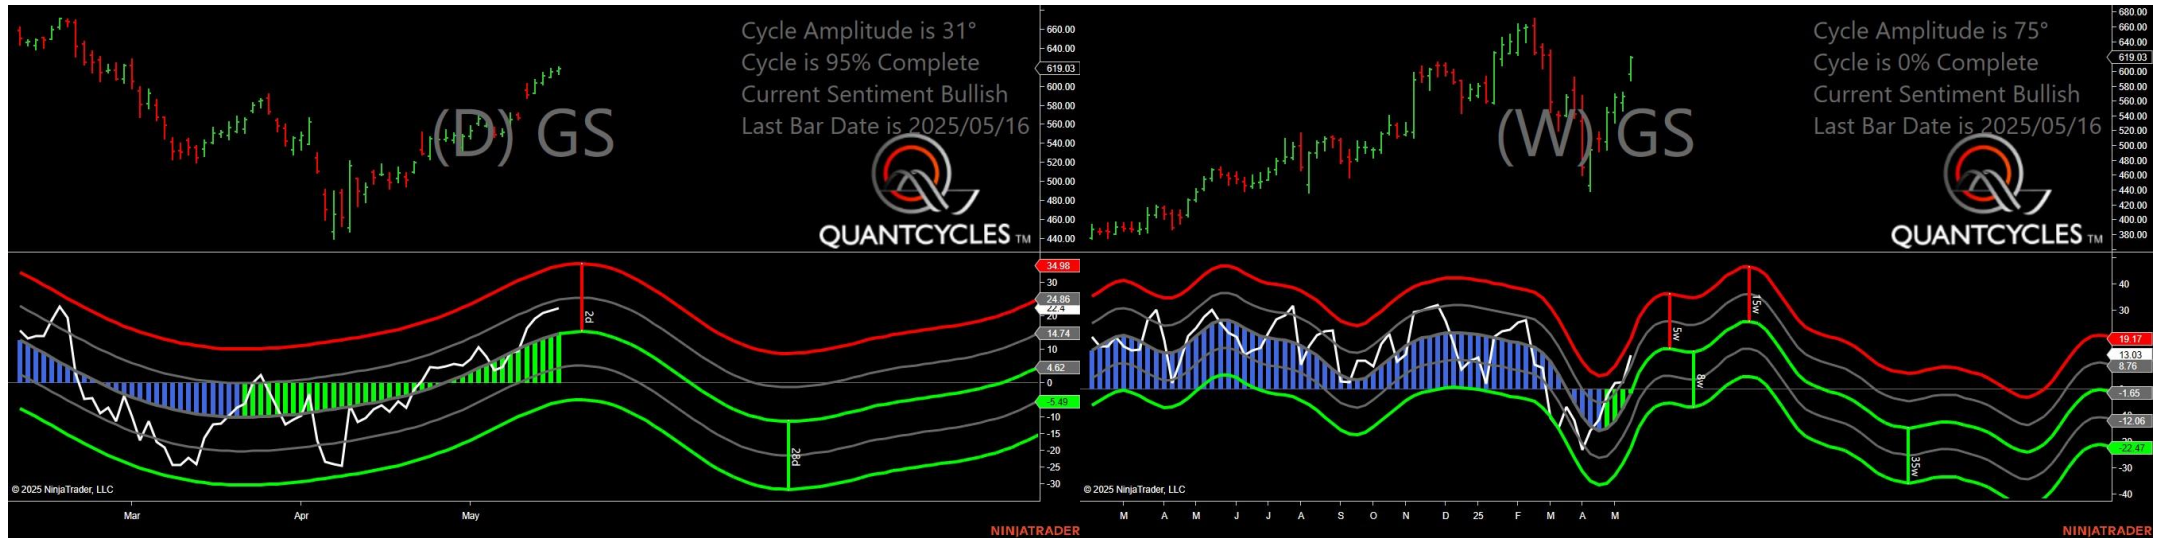 Cycle Amplitude is 31°
Cycle is 95% Complete
Current Sentiment Bullish
Last Bar Date is 2025/05/16
(D) GS
QUANTCYCLES TM
660.00
640.00
619.03
600.00
580.00
560.00
540.00
520.00
500.00
480.00
460.00
440.00
34.98
30
24.86
22.4
20
14.74
10
4.62
0
-5.49
-10
-15
-20
-25
-30
2d
28d
© 2025 NinjaTrader, LLC
Mar
Apr
May
NINJATRADER
Cycle Amplitude is 75°
Cycle is 0% Complete
Current Sentiment Bullish
Last Bar Date is 2025/05/16
(W) GS
QUANTCYCLES TM
680.00
660.00
640.00
619.03
600.00
580.00
560.00
540.00
520.00
500.00
480.00
460.00
440.00
420.00
400.00
380.00
40
30
19.17
13.03
8.76
-1.65
-12.06
-22.47
-30
-40
5w
8w
15w
35w
© 2025 NinjaTrader, LLC
M A M J J A S O N D 25 F M A M
NINJATRADER